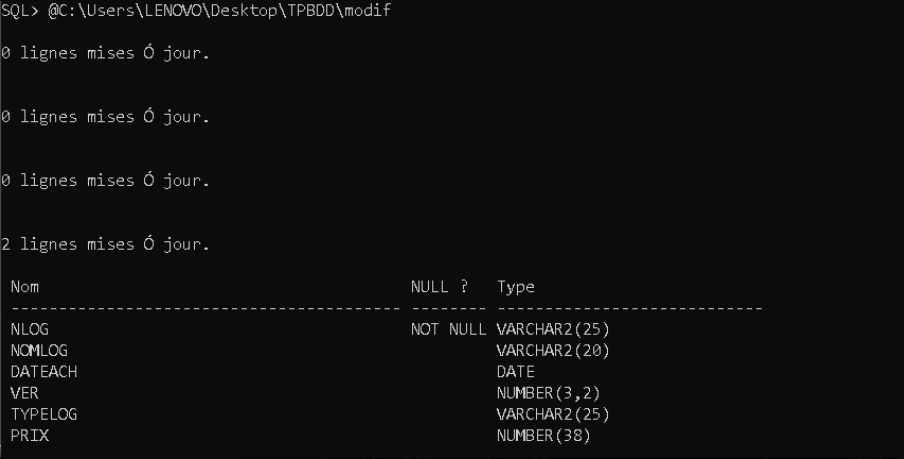 SQL> @C:\Users\LENOVO\Desktop\TPBDD\modif
0 lignes mises Ó jour.
0 lignes mises Ó jour.
0 lignes mises Ó jour.
2 lignes mises Ó jour.
Nom NULL ? Type
----------------------------------------- -------- ----------------------------
NLOG NOT NULL VARCHAR2(25)
NOMLOG VARCHAR2(20)
DATEACH DATE
VER NUMBER(3,2)
TYPELOG VARCHAR2(25)
PRIX NUMBER(38)